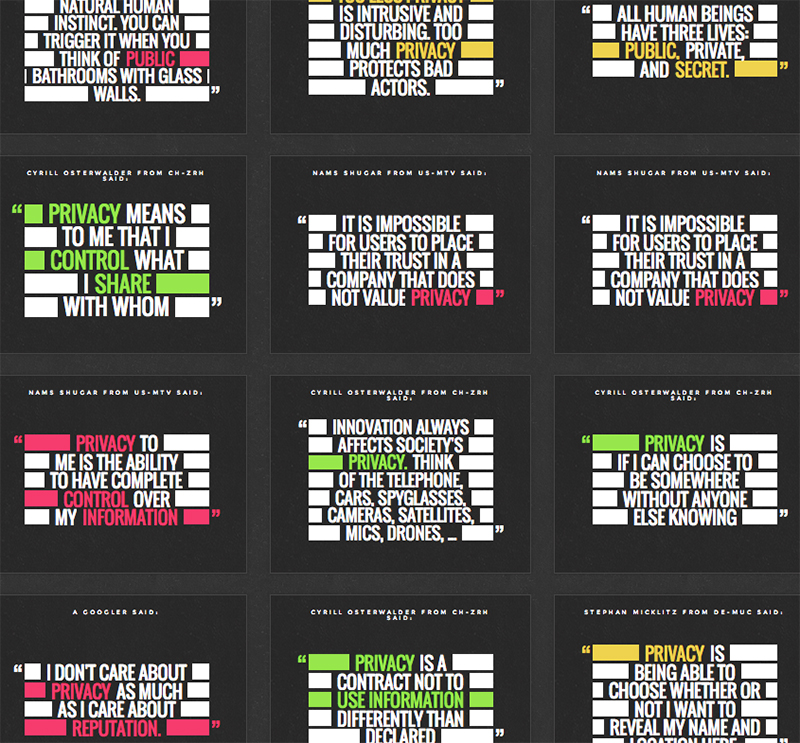 NATURAL HUMAN
INSTINCT. YOU CAN
TRIGGER IT WHEN YOU
THINK OF PUBLIC
BATHROOMS WITH GLASS
WALLS. ”
TOO LESS PRIVACY
IS INTRUSIVE AND
DISTURBING. TOO
MUCH PRIVACY
PROTECTS BAD
ACTORS. ”
“ ALL HUMAN BEINGS
HAVE THREE LIVES:
PUBLIC, PRIVATE,
AND SECRET. ”
CYRILL OSTERWALDER FROM CH-ZRH
SAID:
“ PRIVACY MEANS
TO ME THAT I
CONTROL WHAT
I SHARE
WITH WHOM ”
NAMS SHUGAR FROM US-MTV SAID:
“ IT IS IMPOSSIBLE
FOR USERS TO PLACE
THEIR TRUST IN A
COMPANY THAT DOES
NOT VALUE PRIVACY ”
NAMS SHUGAR FROM US-MTV SAID:
“ IT IS IMPOSSIBLE
FOR USERS TO PLACE
THEIR TRUST IN A
COMPANY THAT DOES
NOT VALUE PRIVACY ”
NAMS SHUGAR FROM US-MTV SAID:
“ PRIVACY TO
ME IS THE ABILITY
TO HAVE COMPLETE
CONTROL OVER
MY INFORMATION ”
CYRILL OSTERWALDER FROM CH-ZRH
SAID:
“ INNOVATION ALWAYS
AFFECTS SOCIETY'S
PRIVACY. THINK
OF THE TELEPHONE,
CARS, SPYGLASSES,
CAMERAS, SATELLITES,
MICS, DRONES, ... ”
CYRILL OSTERWALDER FROM CH-ZRH
SAID:
“ PRIVACY IS
IF I CAN CHOOSE TO
BE SOMEWHERE
WITHOUT ANYONE
ELSE KNOWING ”
A GOOGLER SAID:
“ I DON'T CARE ABOUT
PRIVACY AS MUCH
AS I CARE ABOUT
REPUTATION. ”
CYRILL OSTERWALDER FROM CH-ZRH
SAID:
“ PRIVACY IS A
CONTRACT NOT TO
USE INFORMATION
DIFFERENTLY THAN
DECLARED ”
STEPHAN MICKLITZ FROM DE-MUC SAID:
“ PRIVACY IS
BEING ABLE TO
CHOOSE WHETHER OR
NOT I WANT TO
REVEAL MY NAME AND
LOCATION HERE